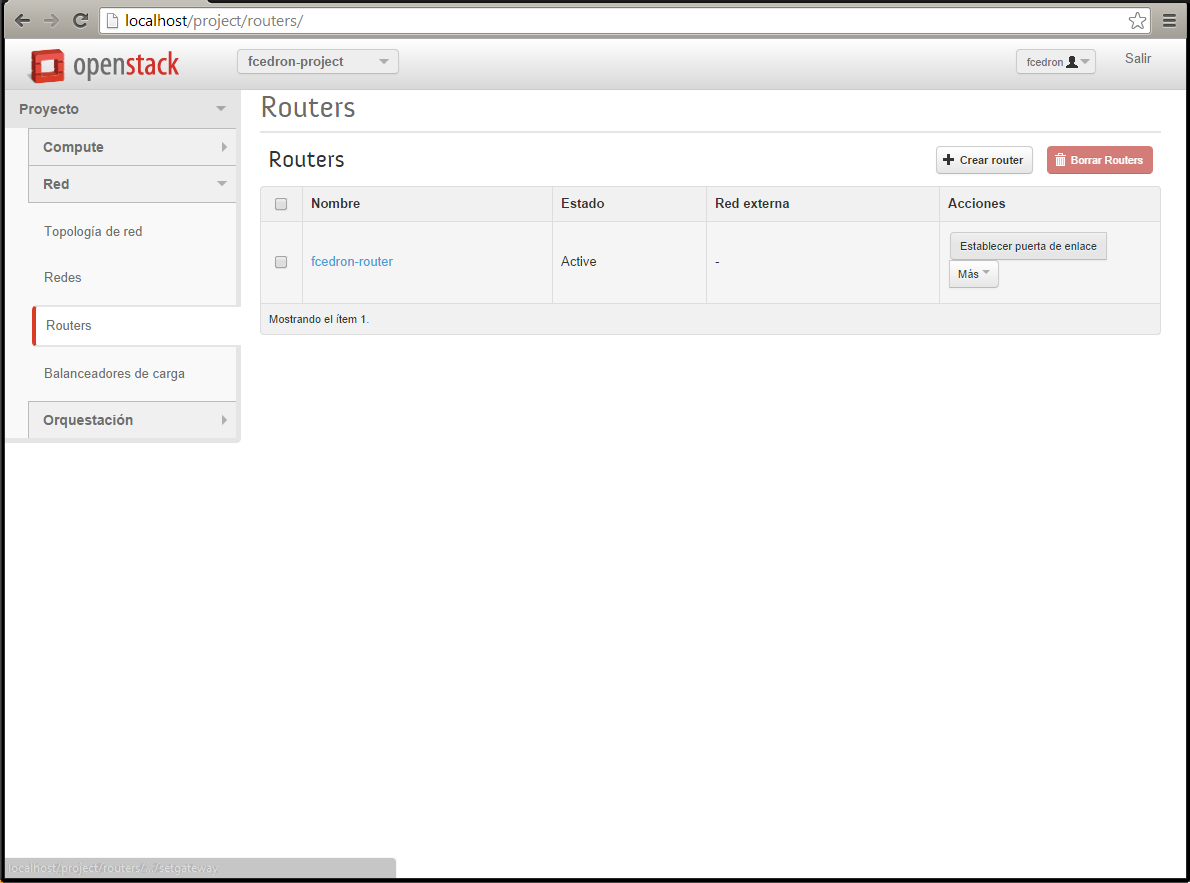 localhost/project/routers/
openstack
fcedron-project
fcedron
Salir
Proyecto
Compute
Red
Topología de red
Redes
Routers
Balanceadores de carga
Orquestación
Routers
Routers
Crear router
Borrar Routers
Nombre Estado Red externa Acciones
fcedron-router Active - Establecer puerta de enlace
Más
Mostrando el ítem 1.
localhost/project/routers/.../setgateway